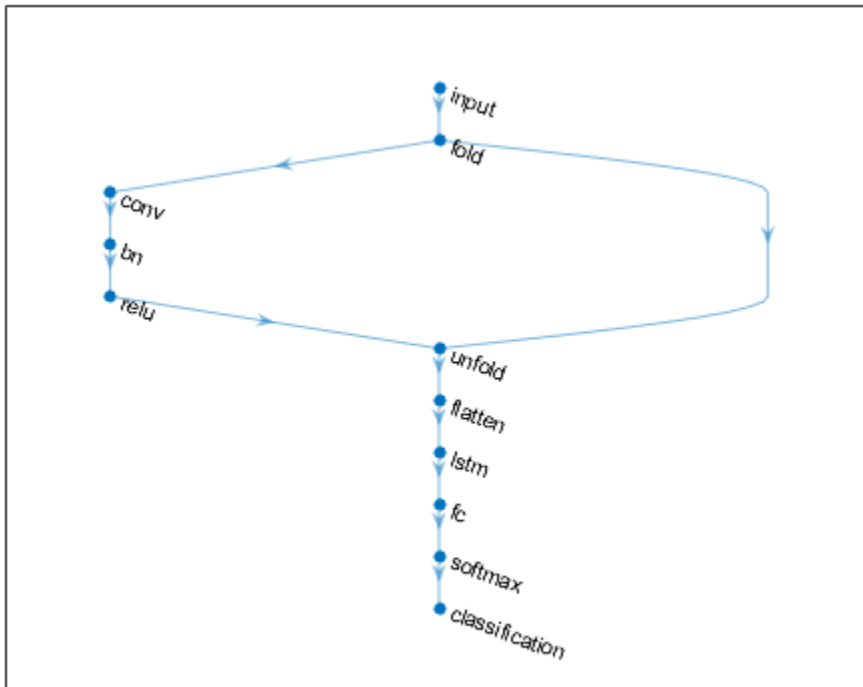 input
fold
conv
bn
relu
unfold
flatten
lstm
fc
softmax
classification